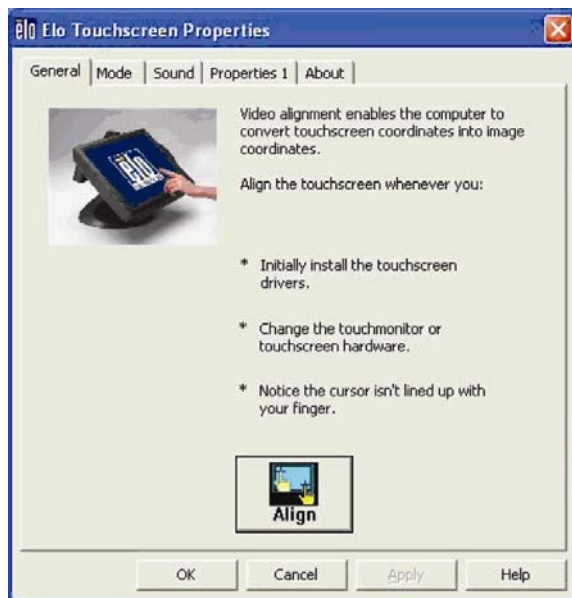 elo Elo Touchscreen Properties
General Mode Sound Properties 1 About
elo
Video alignment enables the computer to
convert touchscreen coordinates into image
coordinates.
Align the touchscreen whenever you:
* Initially install the touchscreen
drivers.
* Change the touchmonitor or
touchscreen hardware.
* Notice the cursor isn't lined up with
your finger.
Align
OK Cancel Apply Help